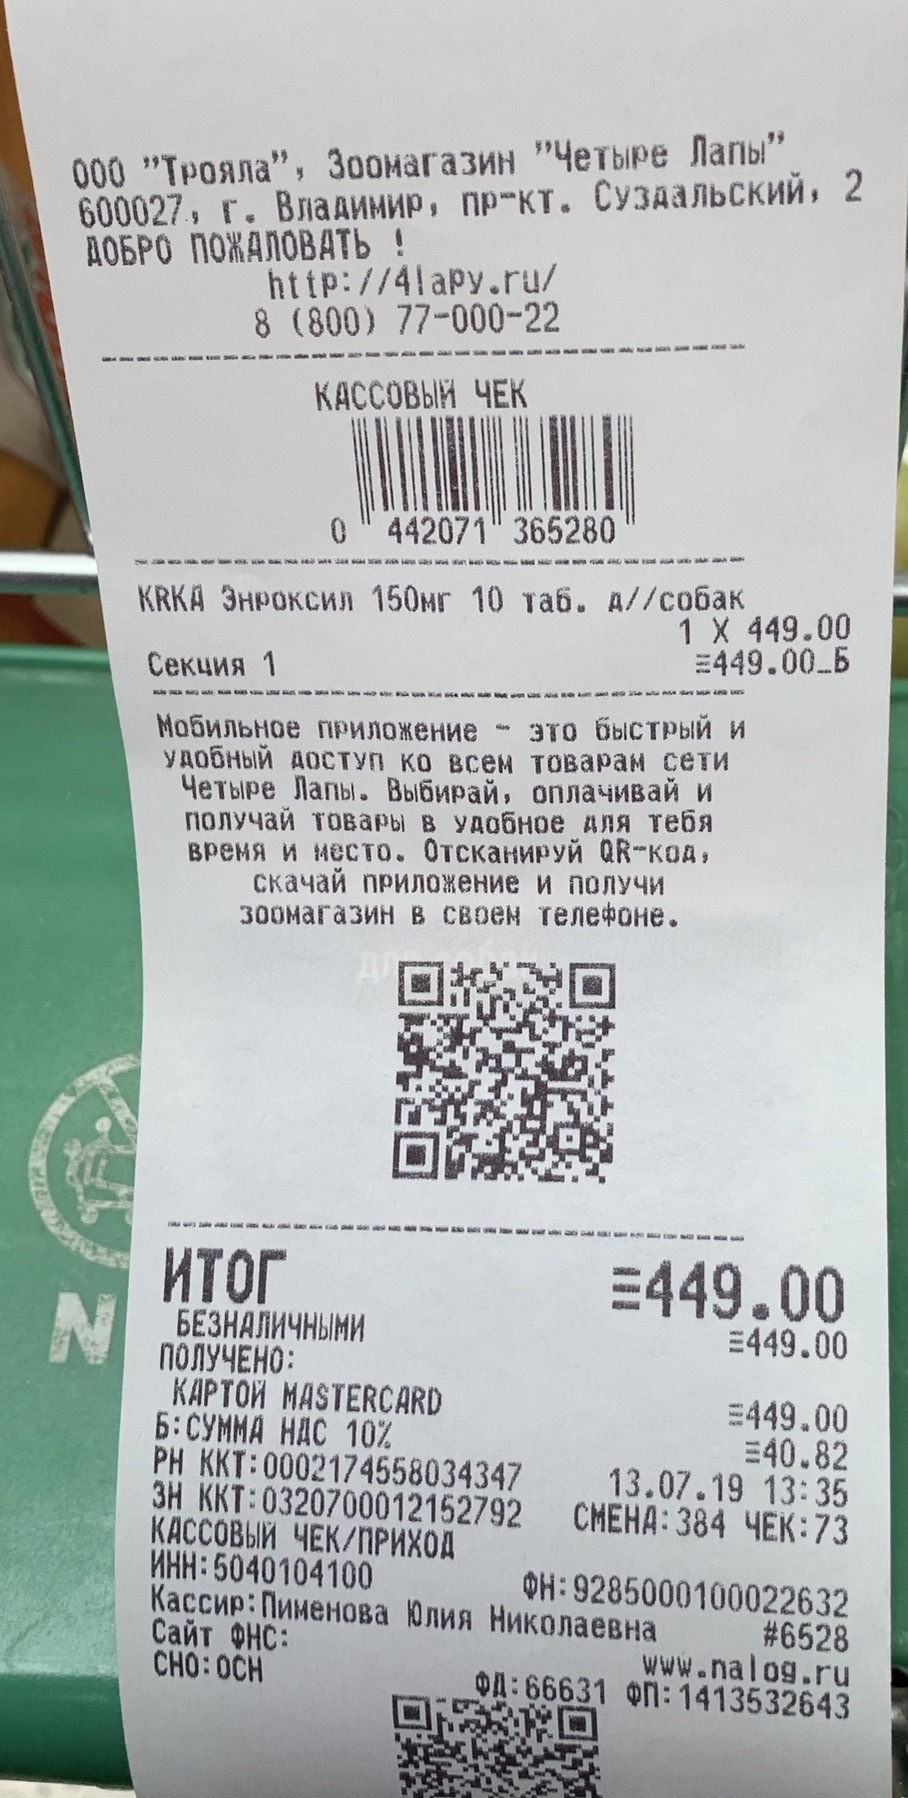 ООО "Трояла", Зоомагазин "Четыре Лапы"
600027, г. Владимир, пр-кт. Суздальский, 2
ДОБРО ПОЖАЛОВАТЬ !
http://4lapy.ru/
8 (800) 77-000-22
КАССОВЫЙ ЧЕК
0 442071 365280
KRKA Энроксил 150мг 10 таб. д//собак
1 X 449.00
Секция 1 ≡449.00_Б
Мобильное приложение - это быстрый и
удобный доступ ко всем товарам сети
Четыре Лапы. Выбирай, оплачивай и
получай товары в удобное для тебя
время и место. Отсканируй QR-код,
скачай приложение и получи
зоомагазин в своем телефоне.
ИТОГ ≡449.00
БЕЗНАЛИЧНЫМИ ≡449.00
ПОЛУЧЕНО:
КАРТОЙ MASTERCARD ≡449.00
Б:СУММА НДС 10% ≡40.82
РН ККТ:0002174558034347 13.07.19 13:35
ЗН ККТ:0320700012152792 СМЕНА:384 ЧЕК:73
КАССОВЫЙ ЧЕК/ПРИХОД
ИНН:5040104100 ФН:9285000100022632
Кассир:Пименова Юлия Николаевна #6528
Сайт ФНС: www.nalog.ru
СНО:ОСН ФД:66631 ФП:1413532643
N